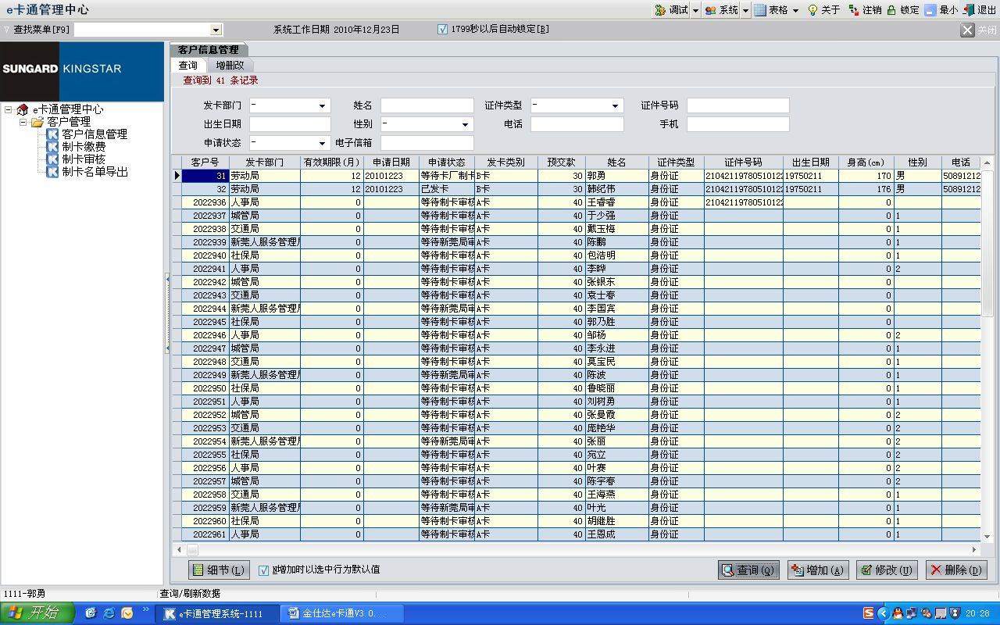 e卡通管理中心 调试 系统 表格 关于 注销 锁定 最小 退出
查找菜单[F9] 系统工作日期 2010年12月23日 1799秒以后自动锁定[B] 关闭
SUNGARD KINGSTAR
e卡通管理中心
客户管理
客户信息管理
制卡缴费
制卡审核
制卡名单导出
客户信息管理
查询 增删改
查询到 41 条记录
发卡部门 - 姓名 证件类型 - 证件号码
出生日期 性别 - 电话 手机
申请状态 - 电子信箱
客户号 发卡部门 有效期限(月) 申请日期 申请状态 发卡类别 预交款 姓名 证件类型 证件号码 出生日期 身高(cm) 性别 电话
31 劳动局 12 20101223 等待卡厂制卡 B卡 30 郭勇 身份证 2104211978051012 19750211 170 男 50891212
32 劳动局 12 20101223 已发卡 B卡 30 韩纪伟 身份证 2104211978051012 19750211 176 男 50891212
2022936 人事局 0 等待制卡审核 A卡 40 王睿睿 身份证 2104211978051012 0
2022937 城管局 0 等待制卡审核 A卡 40 于少强 身份证 0 1
2022938 交通局 0 等待制卡审核 A卡 40 戴玉梅 身份证 0 1
2022939 新莞人服务管理局 0 等待新莞局审 A卡 40 陈鹏 身份证 0 1
2022940 社保局 0 等待制卡审核 A卡 40 包洁明 身份证 0 1
2022941 人事局 0 等待制卡审核 A卡 40 李晔 身份证 0 2
2022942 城管局 0 等待制卡审核 A卡 40 张银东 身份证 0
2022943 交通局 0 等待制卡审核 A卡 40 袁士春 身份证 0
2022944 新莞人服务管理局 0 等待新莞局审 A卡 40 李国宾 身份证 0
2022945 社保局 0 等待制卡审核 A卡 40 郭乃胜 身份证 0
2022946 人事局 0 等待制卡审核 A卡 40 邹杨 身份证 0 2
2022947 城管局 0 等待制卡审核 A卡 40 李永进 身份证 0 1
2022948 交通局 0 等待制卡审核 A卡 40 莫宝民 身份证 0 1
2022949 新莞人服务管理局 0 等待新莞局审 A卡 40 陈波 身份证 0 1
2022950 社保局 0 等待制卡审核 A卡 40 鲁晓丽 身份证 0 1
2022951 人事局 0 等待制卡审核 A卡 40 刘树勇 身份证 0 1
2022952 城管局 0 等待制卡审核 A卡 40 张曼霞 身份证 0 2
2022953 交通局 0 等待制卡审核 A卡 40 庞艳华 身份证 0 2
2022954 新莞人服务管理局 0 等待新莞局审 A卡 40 张丽 身份证 0 2
2022955 社保局 0 等待制卡审核 A卡 40 宛立 身份证 0 2
2022956 人事局 0 等待制卡审核 A卡 40 叶赛 身份证 0 2
2022957 城管局 0 等待制卡审核 A卡 40 陈宇春 身份证 0 2
2022958 交通局 0 等待制卡审核 A卡 40 王海燕 身份证 0 1
2022959 新莞人服务管理局 0 等待新莞局审 A卡 40 叶光 身份证 0 1
2022960 社保局 0 等待制卡审核 A卡 40 胡继胜 身份证 0 1
2022961 人事局 0 等待制卡审核 A卡 40 王恩成 身份证 0 1
细节(L) N增加时以选中行为默认值 查询(Q) 增加(A) 修改(U) 删除(D)
1111-郭勇 查询/刷新数据
开始 e卡通管理系统-1111 金仕达e卡通V3.0... 20:28